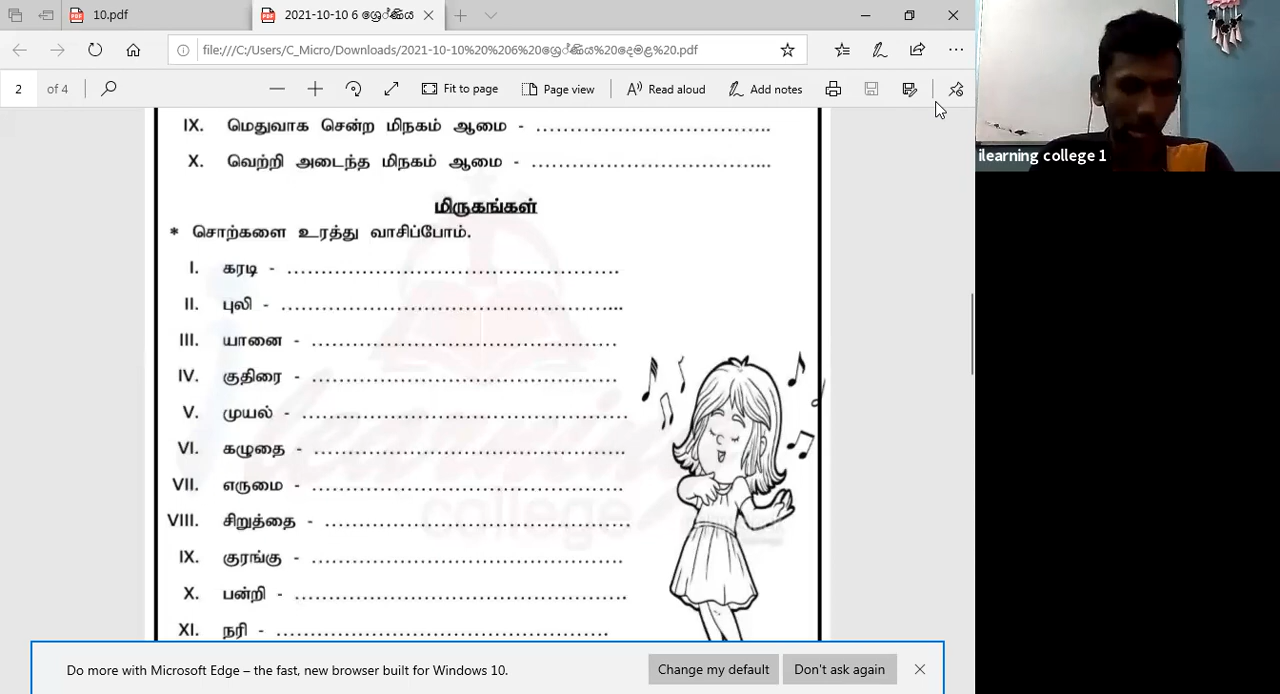 10.pdf
2021-10-10 6 ශ්‍රේණිය
file:///C:/Users/C_Micro/Downloads/2021-10-10%20%206%20ශ්‍රේණිය%20දෙමළ%20.pdf
2 of 4
Fit to page
Page view
Read aloud
Add notes
IX. மெதுவாக சென்ற மிநகம் ஆமை - ......................................
X. வெற்றி அடைந்த மிநகம் ஆமை - ......................................
மிருகங்கள்
* சொற்களை உரத்து வாசிப்போம்.
I. கரடி - ......................................
II. புலி - ......................................
III. யானை - ......................................
IV. குதிரை - ......................................
V. முயல் - ......................................
VI. கழுதை - ......................................
VII. எருமை - ......................................
VIII. சிறுத்தை - ......................................
IX. குரங்கு - ......................................
X. பன்றி - ......................................
XI. நரி - ......................................
learning
college
Do more with Microsoft Edge – the fast, new browser built for Windows 10.
Change my default
Don't ask again
ilearning college 1